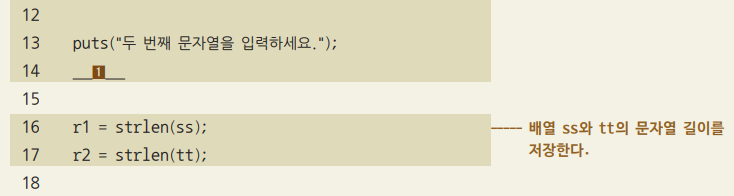 12
13 puts("두 번째 문자열을 입력하세요.");
14 __1__
15
16 r1 = strlen(ss); 배열 ss와 tt의 문자열 길이를
17 r2 = strlen(tt); 저장한다.
18